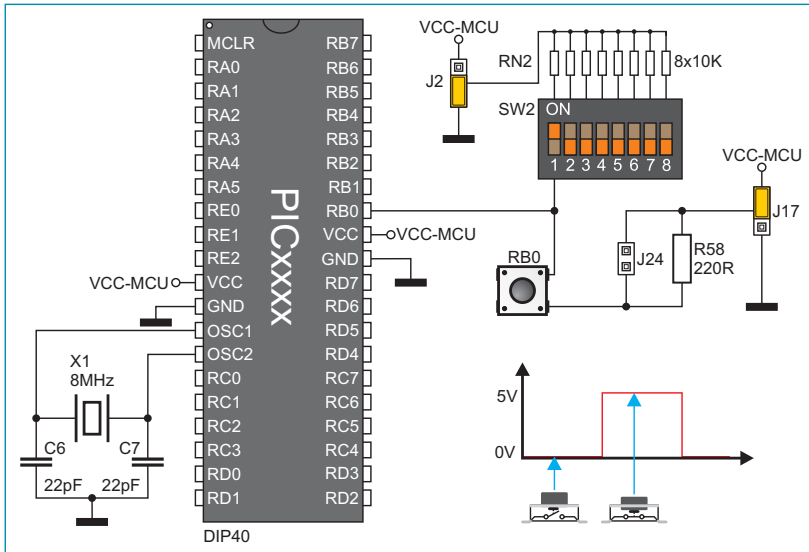 MCLR
RA0
RA1
RA2
RA3
RA4
RA5
RE0
RE1
RE2
VCC
GND
OSC1
OSC2
RC0
RC1
RC2
RC3
RD0
RD1
PICxxxx
RB7
RB6
RB5
RB4
RB3
RB2
RB1
RB0
VCC
GND
RD7
RD6
RD5
RD4
RC7
RC6
RC5
RC4
RD3
RD2
DIP40
VCC-MCU
VCC-MCU
X1
8MHz
C6
C7
22pF
22pF
VCC-MCU
J2
RN2
8x10K
SW2
ON
1 2 3 4 5 6 7 8
VCC-MCU
J17
RB0
J24
R58
220R
5V
0V